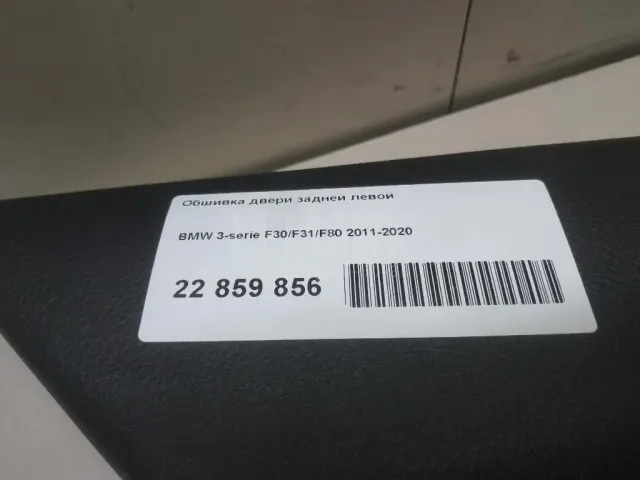 Обшивка двери задней левой
BMW 3-serie F30/F31/F80 2011-2020
22 859 856